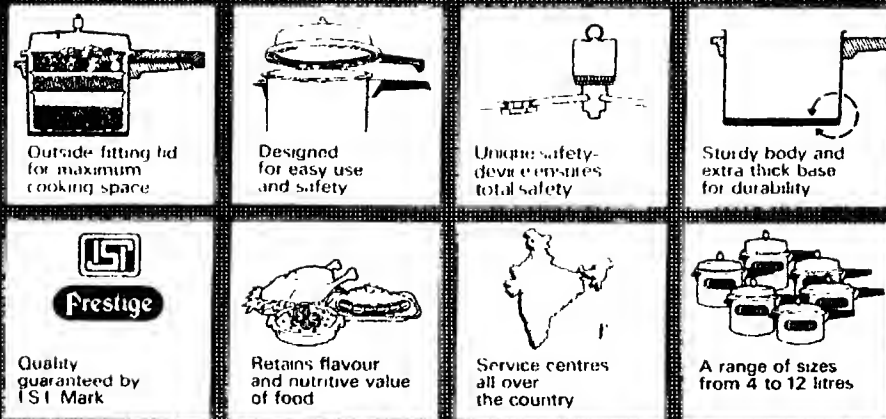 Outside fitting lid
for maximum
cooking space
Designed
for easy use
and safety
Unique safety-
device ensures
total safety
Sturdy body and
extra thick base
for durability
ISI
Prestige
Quality
guaranteed by
ISI Mark
Retains flavour
and nutritive value
of food
Service centres
all over
the country
A range of sizes
from 4 to 12 litres